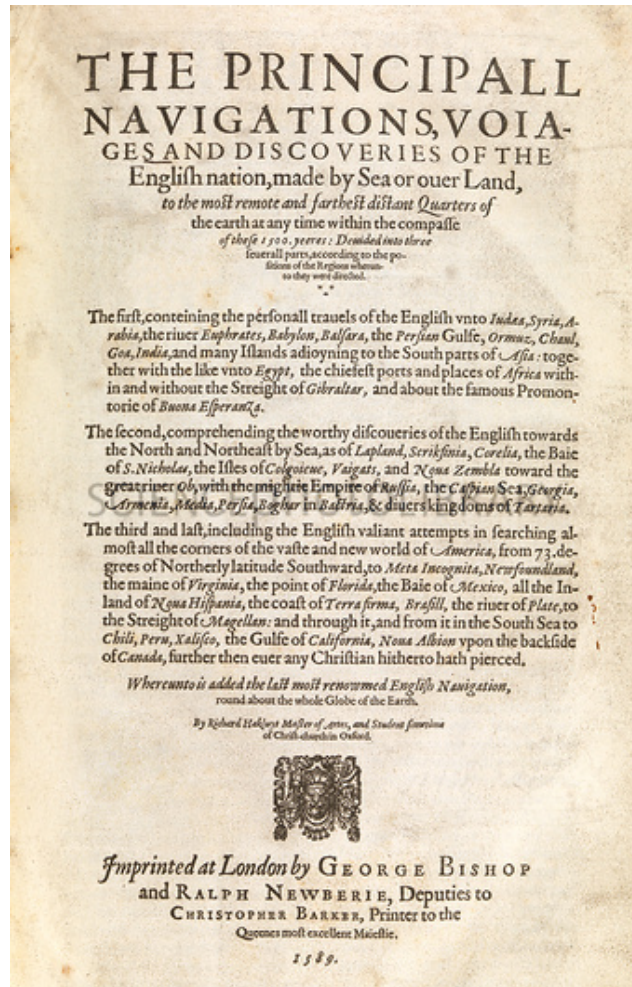 THE PRINCIPALL
NAVIGATIONS, VOIA-
GES AND DISCOVERIES OF THE
Engliſh nation, made by Sea or ouer Land,
to the moſt remote and fartheſt diſtant Quarters of
the earth at any time within the compaſſe
of theſe 1500. yeeres: Deuided into three
ſeuerall parts, according to the po-
ſitions of the Regions wherun-
to they were directed.
The firſt, conteining the perſonall trauels of the Engliſh vnto Iudæa, Syria, A-
rabia, the riuer Euphrates, Babylon, Balſara, the Perſian Gulfe, Ormuz, Chaul,
Goa, India, and many Iſlands adioyning to the South parts of Aſia: toge-
ther with the like vnto Egypt, the chiefeſt ports and places of Africa with-
in and without the Streight of Gibraltar, and about the famous Promon-
torie of Buona Eſperanza.
The ſecond, comprehending the worthy diſcoueries of the Engliſh towards
the North and Northeaſt by Sea, as of Lapland, Scrikfinia, Corelia, the Baie
of S. Nicholas, the Iſles of Colgoieue, Vaigats, and Noua Zembla toward the
great riuer Ob, with the mightie Empire of Ruſſia, the Caſpian Sea, Georgia,
Armenia, Media, Perſia, Boghar in Bactria, & diuers kingdoms of Tartaria.
The third and laſt, including the Engliſh valiant attempts in ſearching al-
moſt all the corners of the vaſte and new world of America, from 73. de-
grees of Northerly latitude Southward, to Meta Incognita, Newfoundland,
the maine of Virginia, the point of Florida, the Baie of Mexico, all the In-
land of Noua Hiſpania, the coaſt of Terra firma, Braſill, the riuer of Plate, to
the Streight of Magellan: and through it, and from it in the South Sea to
Chili, Peru, Xaliſco, the Gulfe of California, Noua Albion vpon the backſide
of Canada, further then euer any Chriſtian hitherto hath pierced.
Whereunto is added the laſt moſt renowmed Engliſh Nauigation,
round about the whole Globe of the Earth.
By Richard Hakluyt Maſter of Artes, and Student ſometime
of Chriſt-church in Oxford.
Imprinted at London by GEORGE BISHOP
and RALPH NEWBERIE, Deputies to
CHRISTOPHER BARKER, Printer to the
Queenes moſt excellent Maieſtie.
1589.